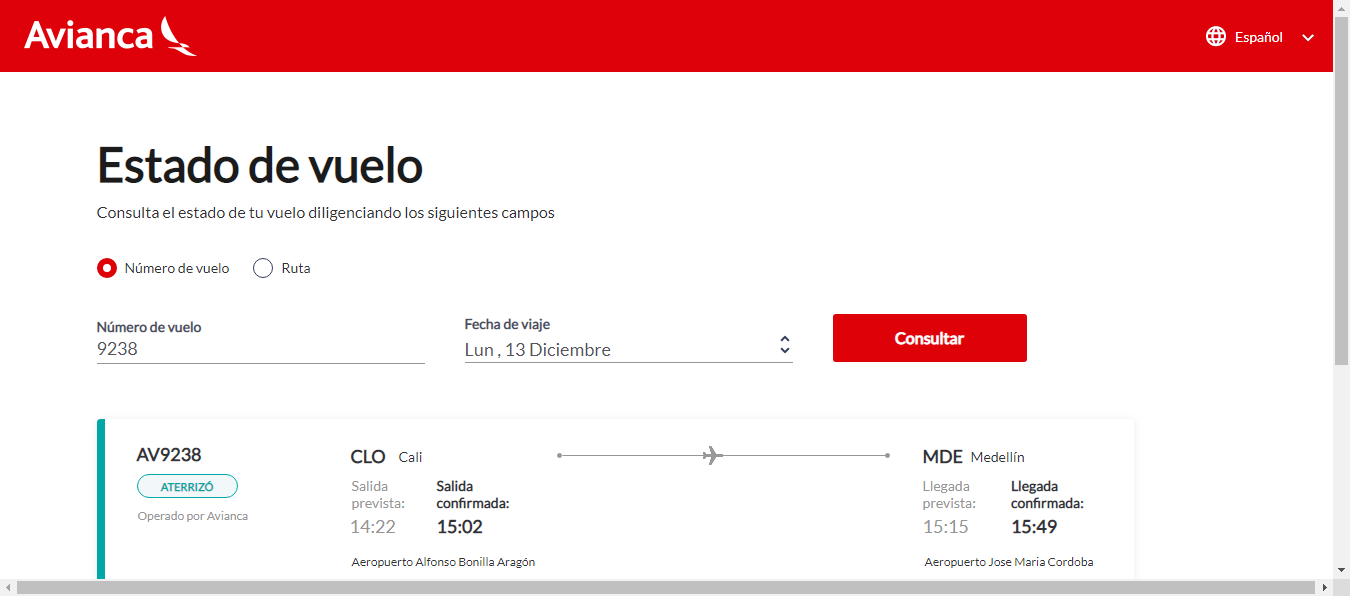 Avianca
Español
Estado de vuelo
Consulta el estado de tu vuelo diligenciando los siguientes campos
Número de vuelo
Ruta
Número de vuelo
9238
Fecha de viaje
Lun , 13 Diciembre
Consultar
AV9238
ATERRIZÓ
Operado por Avianca
CLO Cali
Salida prevista:
14:22
Salida confirmada:
15:02
Aeropuerto Alfonso Bonilla Aragón
MDE Medellín
Llegada prevista:
15:15
Llegada confirmada:
15:49
Aeropuerto Jose Maria Cordoba